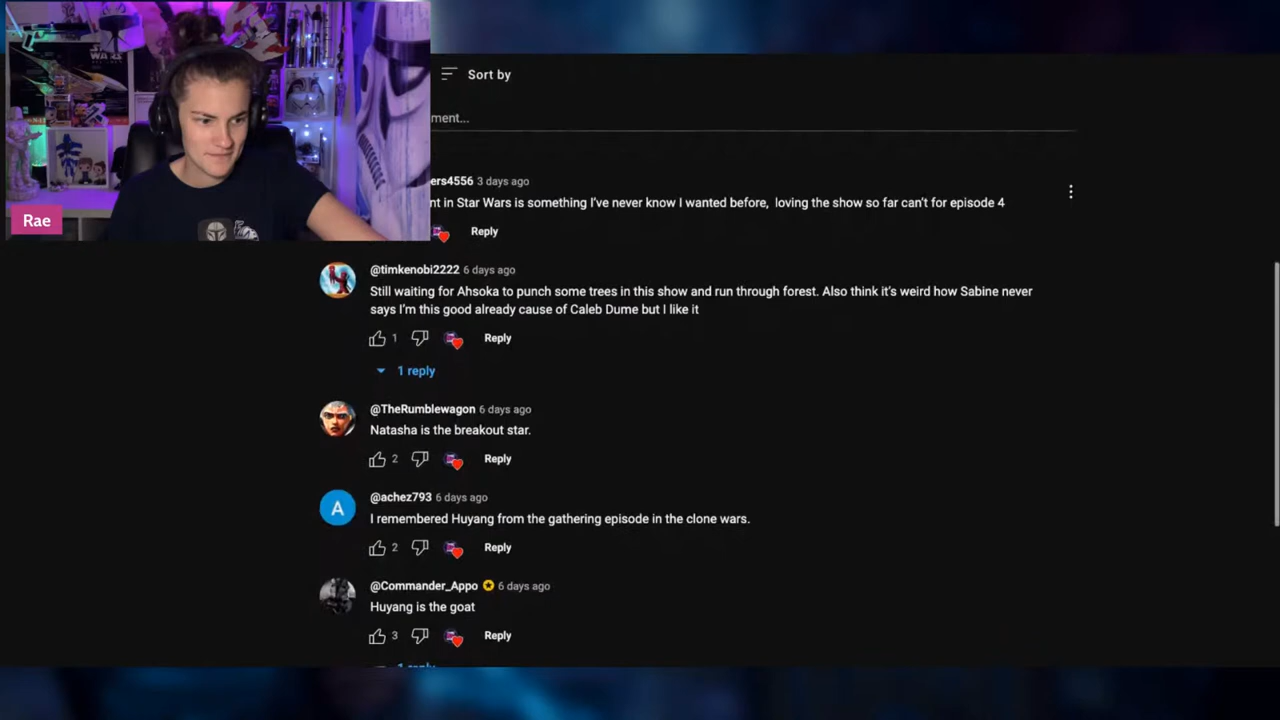 STAR
WARS
Rae
Sort by
ment...
ers4556 3 days ago
nt in Star Wars is something I've never know I wanted before, loving the show so far can't for episode 4
Reply
@timkenobi2222 6 days ago
Still waiting for Ahsoka to punch some trees in this show and run through forest. Also think it's weird how Sabine never
says I'm this good already cause of Caleb Dume but I like it
1 Reply
1 reply
@TheRumblewagon 6 days ago
Natasha is the breakout star.
2 Reply
A
@achez793 6 days ago
I remembered Huyang from the gathering episode in the clone wars.
2 Reply
@Commander_Appo 6 days ago
Huyang is the goat
3 Reply
1 reply